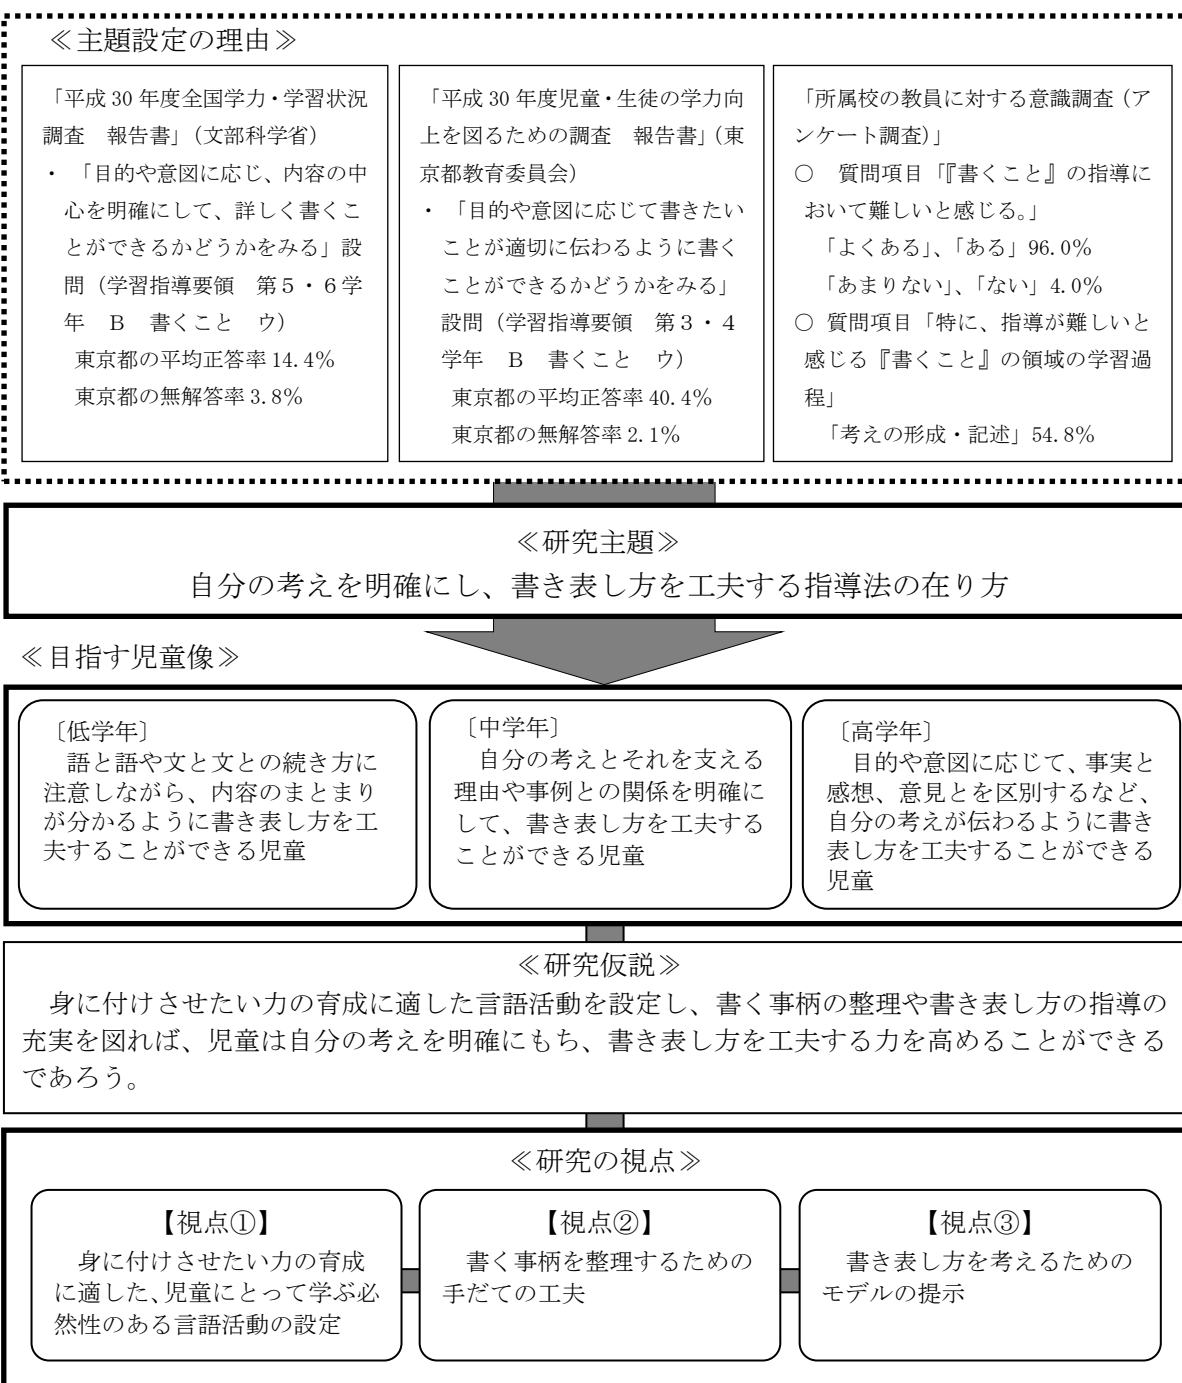 ≪主題設定の理由≫
「平成 30 年度全国学力・学習状況
調査　報告書」（文部科学省）
・ 「目的や意図に応じ、内容の中
心を明確にして、詳しく書くこ
とができるかどうかをみる」設
問（学習指導要領　第５・６学
年　Ｂ　書くこと　ウ）
東京都の平均正答率 14.4％
東京都の無解答率 3.8％
「平成 30 年度児童・生徒の学力向
上を図るための調査　報告書」（東
京都教育委員会）
・ 「目的や意図に応じて書きたい
ことが適切に伝わるように書く
ことができるかどうかをみる」
設問（学習指導要領　第３・４
学年　Ｂ　書くこと　ウ）
東京都の平均正答率 40.4％
東京都の無解答率 2.1％
「所属校の教員に対する意識調査（ア
ンケート調査）」
○　質問項目「『書くこと』の指導に
おいて難しいと感じる。」
「よくある」、「ある」96.0％
「あまりない」、「ない」4.0％
○ 質問項目「特に、指導が難しいと
感じる『書くこと』の領域の学習過
程」
「考えの形成・記述」54.8％
≪研究主題≫
自分の考えを明確にし、書き表し方を工夫する指導法の在り方
≪目指す児童像≫
〔低学年〕
語と語や文と文との続き方に
注意しながら、内容のまとまり
が分かるように書き表し方を工
夫することができる児童
〔中学年〕
自分の考えとそれを支える
理由や事例との関係を明確に
して、書き表し方を工夫する
ことができる児童
〔高学年〕
目的や意図に応じて、事実と
感想、意見とを区別するなど、
自分の考えが伝わるように書き
表し方を工夫することができる
児童
≪研究仮説≫
身に付けさせたい力の育成に適した言語活動を設定し、書く事柄の整理や書き表し方の指導の
充実を図れば、児童は自分の考えを明確にもち、書き表し方を工夫する力を高めることができる
であろう。
≪研究の視点≫
【視点①】
身に付けさせたい力の育成
に適した、児童にとって学ぶ必
然性のある言語活動の設定
【視点②】
書く事柄を整理するための
手だての工夫
【視点③】
書き表し方を考えるための
モデルの提示